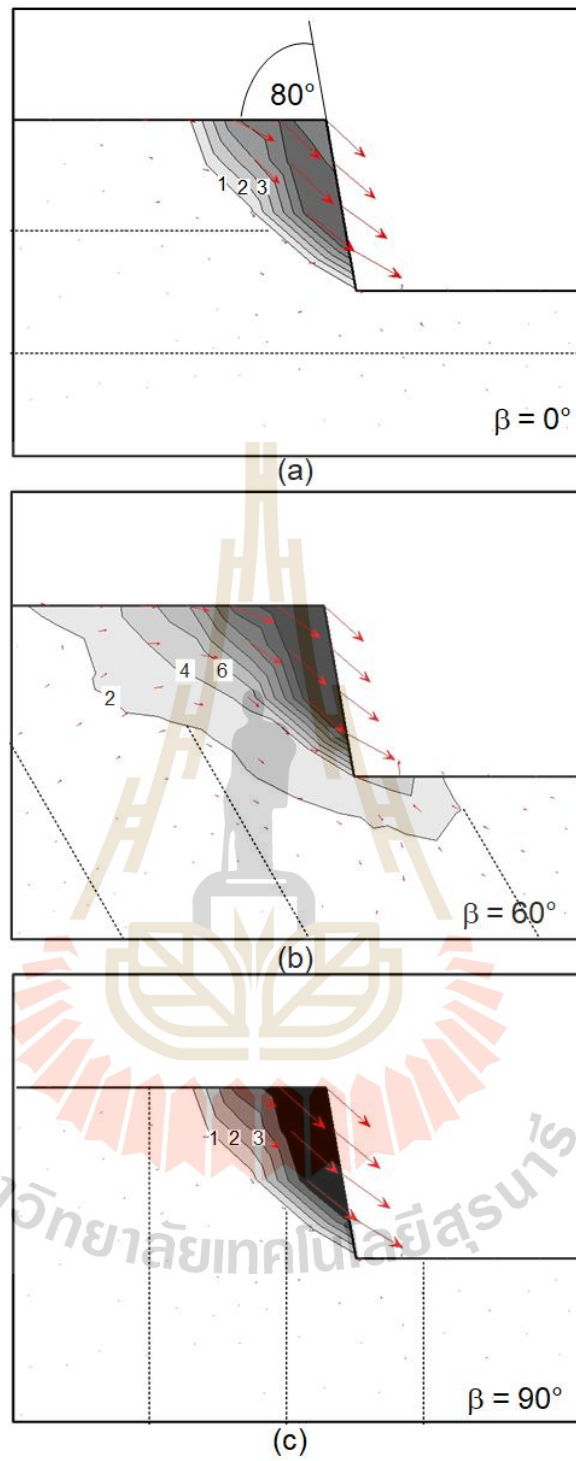 80°
1 2 3
β = 0°
(a)
4 6
2
β = 60°
(b)
1 2 3
าวิทยาลัยเทคโนโลยีสุรนารี
β = 90°
(c)